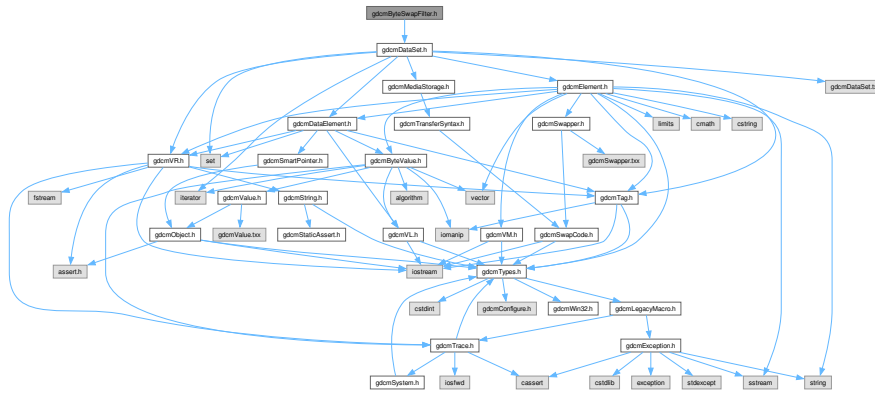 gdcmByteSwapFilter.h
gdcmDataSet.h
gdcmMediaStorage.h
gdcmElement.h
gdcmDataSet.t
gdcmDataElement.h
gdcmTransferSyntax.h
gdcmSwapper.h
limits
cmath
cstring
gdcmVR.h
set
gdcmSmartPointer.h
gdcmByteValue.h
gdcmSwapper.txx
fstream
iterator
gdcmValue.h
gdcmString.h
algorithm
vector
gdcmTag.h
gdcmObject.h
gdcmValue.txx
gdcmStaticAssert.h
gdcmVL.h
iomanip
gdcmVM.h
gdcmSwapCode.h
assert.h
iostream
gdcmTypes.h
cstdint
gdcmConfigure.h
gdcmWin32.h
gdcmLegacyMacro.h
gdcmTrace.h
gdcmException.h
gdcmSystem.h
iosfwd
cassert
cstdlib
exception
stdexcept
sstream
string